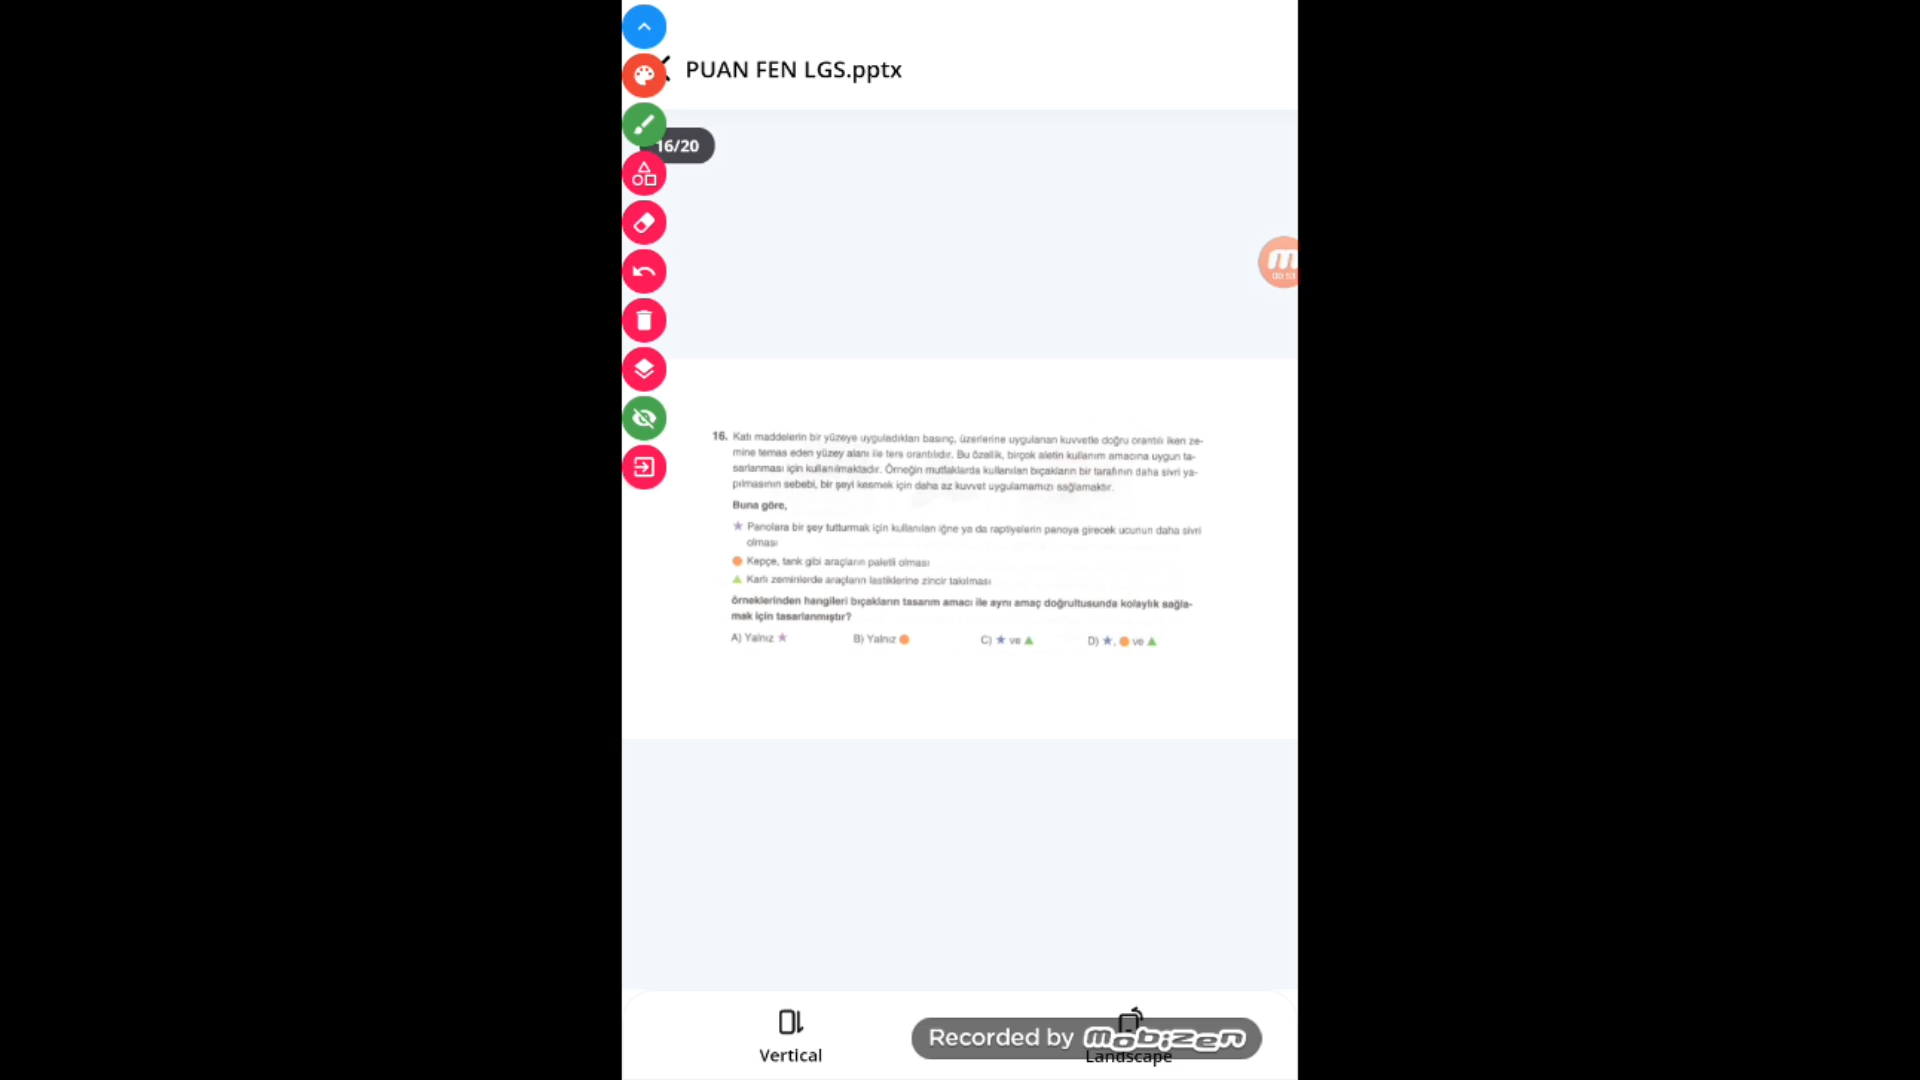 PUAN FEN LGS.pptx
16/20
00:53
16. Katı maddelerin bir yüzeye uyguladıkları basınç, üzerlerine uygulanan kuvvetle doğru orantılı iken ze-
mine temas eden yüzey alanı ile ters orantılıdır. Bu özellik, birçok aletin kullanım amacına uygun ta-
sarlanması için kullanılmaktadır. Örneğin mutfaklarda kullanılan bıçakların bir tarafının daha sivri ya-
pılmasının sebebi, bir şeyi kesmek için daha az kuvvet uygulamamızı sağlamaktır.
Buna göre,
★ Panolara bir şey tutturmak için kullanılan iğne ya da raptiyelerin panoya girecek ucunun daha sivri
olması
● Kepçe, tank gibi araçların paletli olması
▲ Karlı zeminlerde araçların lastiklerine zincir takılması
örneklerinden hangileri bıçakların tasarım amacı ile aynı amaç doğrultusunda kolaylık sağla-
mak için tasarlanmıştır?
A) Yalnız ★ B) Yalnız ● C) ★ ve ▲ D) ★, ● ve ▲
Recorded by mobizen
Vertical Landscape